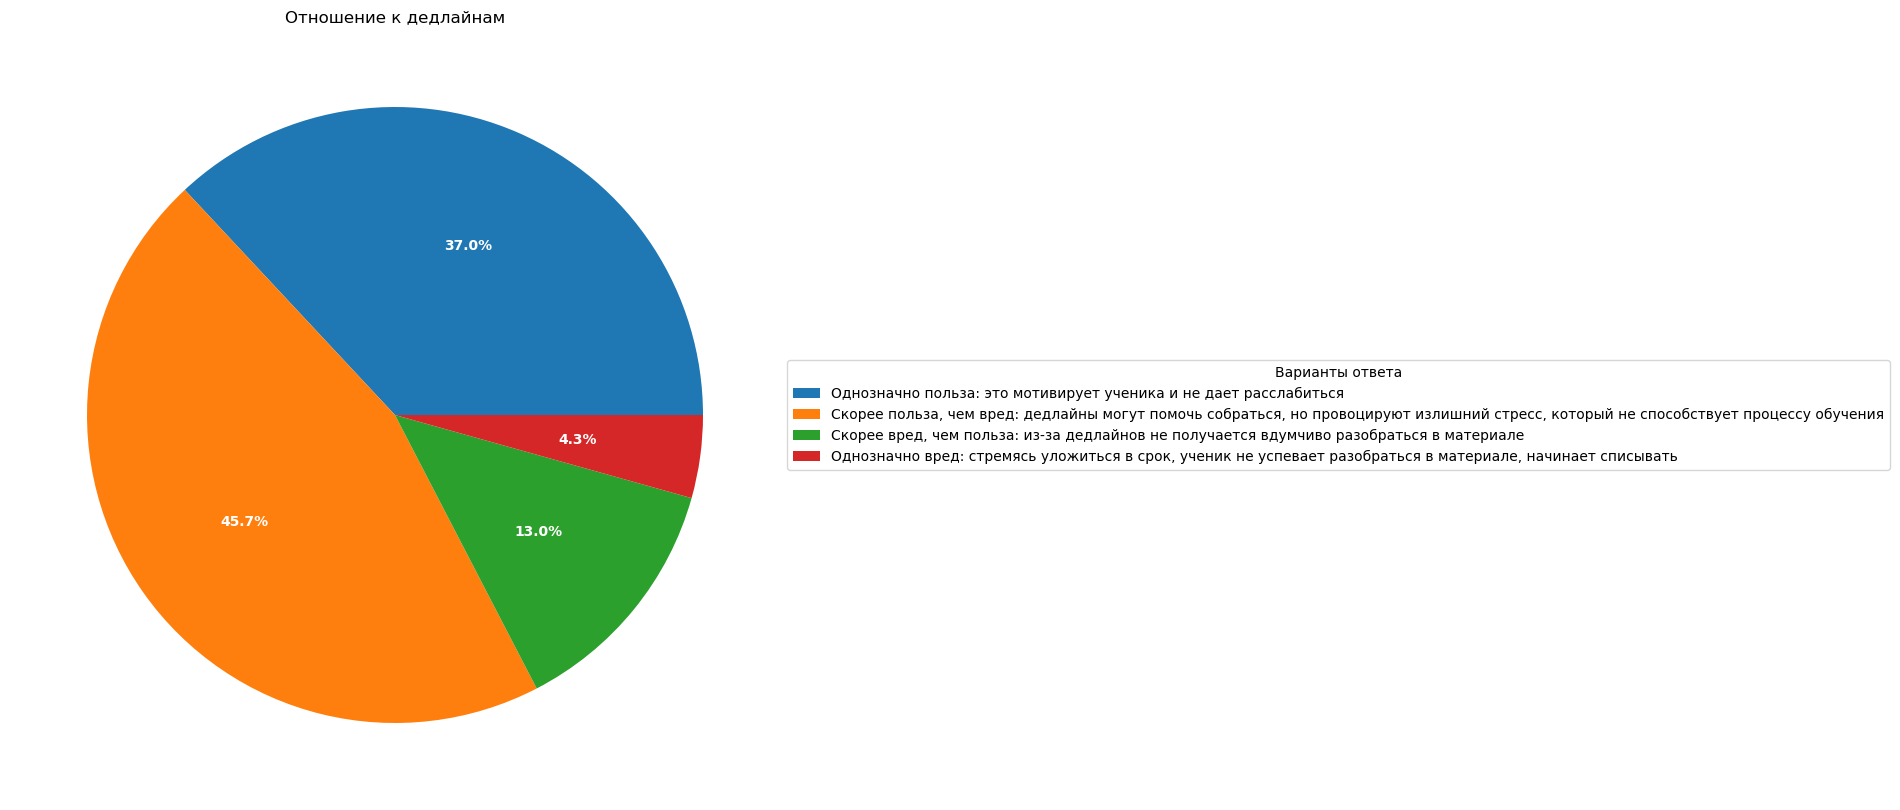 Отношение к дедлайнам
37.0%
45.7%
13.0%
4.3%
Варианты ответа
Однозначно польза: это мотивирует ученика и не дает расслабиться
Скорее польза, чем вред: дедлайны могут помочь собраться, но провоцируют излишний стресс, который не способствует процессу обучения
Скорее вред, чем польза: из-за дедлайнов не получается вдумчиво разобраться в материале
Однозначно вред: стремясь уложиться в срок, ученик не успевает разобраться в материале, начинает списывать